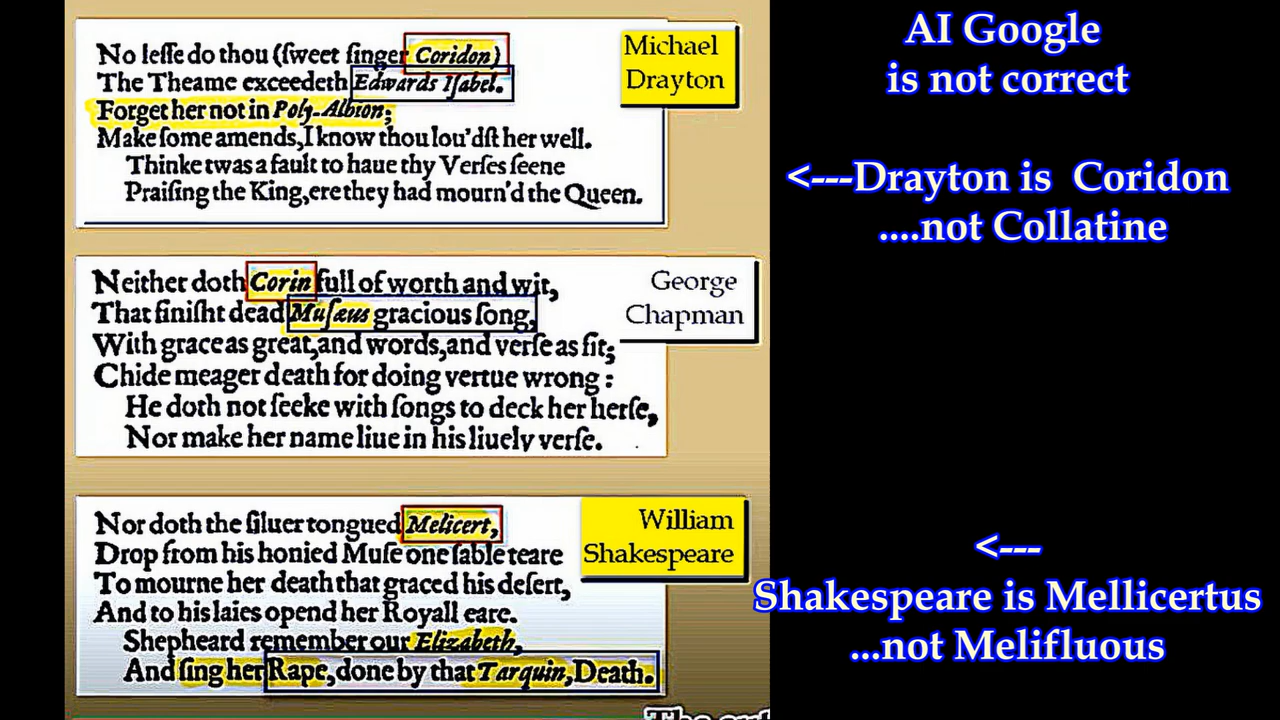 No leſſe do thou (ſweet ſinger Coridon)
The Theame exceedeth Edwards Iſabel.
Forget her not in Poly-Albion;
Make ſome amends,I know thou lou'dſt her well.
Thinke twas a fault to haue thy Verſes ſeene
Praiſing the King,ere they had mourn'd the Queen.
Michael
Drayton
Neither doth Corin full of worth and wit,
That finiſht dead Muſæus gracious ſong,
With grace as great,and words,and verſe as fit;
Chide meager death for doing vertue wrong :
He doth not ſeeke with ſongs to deck her herſe,
Nor make her name liue in his liuely verſe.
George
Chapman
Nor doth the ſiluer tongued Melicert,
Drop from his honied Muſe one ſable teare
To mourne her death that graced his deſert,
And to his laies opend her Royall eare.
Shepheard remember our Elizabeth,
And ſing her Rape,done by that Tarquin,Death.
William
Shakespeare
AI Google
is not correct
<---Drayton is Coridon
....not Collatine
<---
Shakespeare is Mellicertus
...not Melifluous